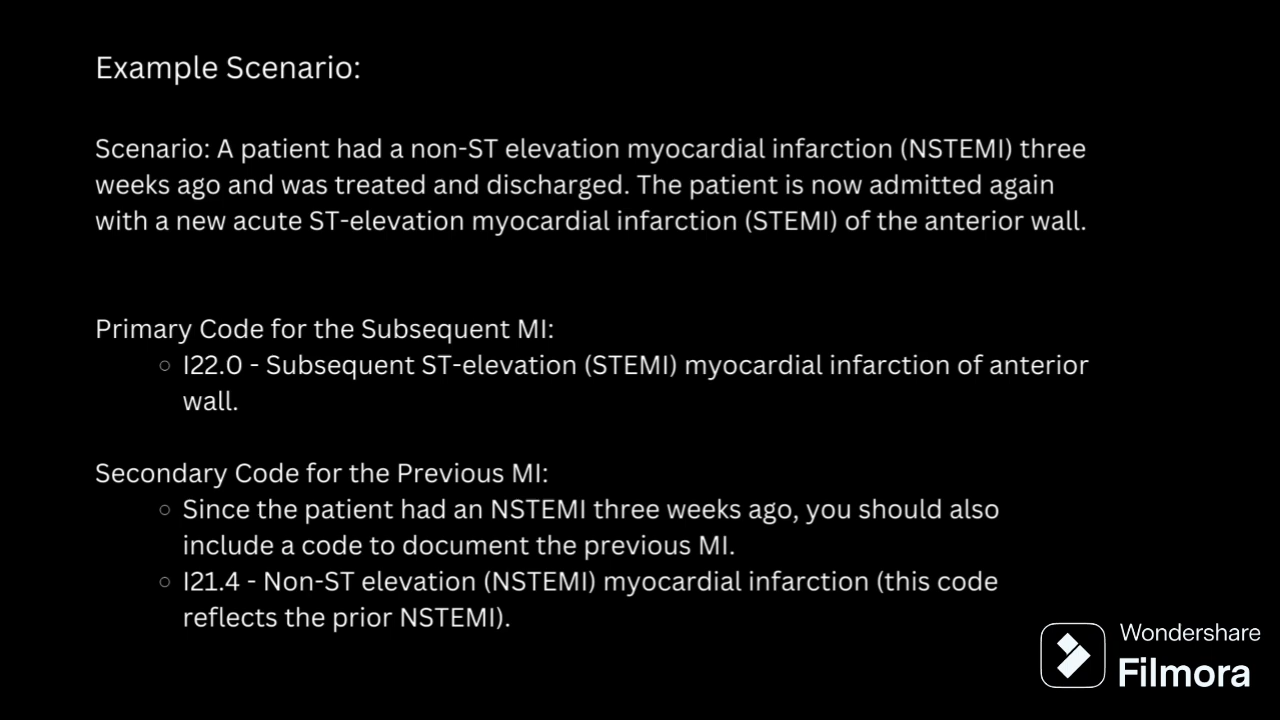 Example Scenario:
Scenario: A patient had a non-ST elevation myocardial infarction (NSTEMI) three
weeks ago and was treated and discharged. The patient is now admitted again
with a new acute ST-elevation myocardial infarction (STEMI) of the anterior wall.
Primary Code for the Subsequent MI:
○ I22.0 - Subsequent ST-elevation (STEMI) myocardial infarction of anterior
wall.
Secondary Code for the Previous MI:
○ Since the patient had an NSTEMI three weeks ago, you should also
include a code to document the previous MI.
○ I21.4 - Non-ST elevation (NSTEMI) myocardial infarction (this code
reflects the prior NSTEMI).
Wondershare
Filmora